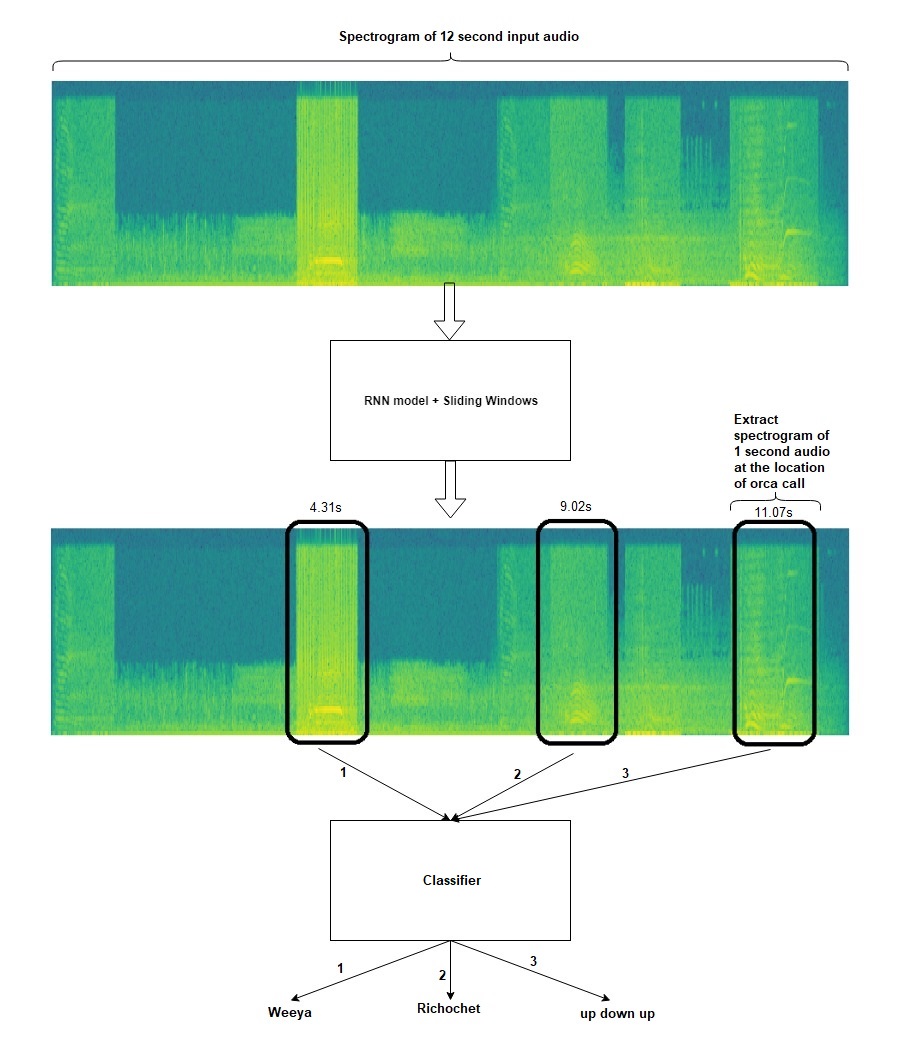 Spectrogram of 12 second input audio
RNN model + Sliding Windows
Extract
spectrogram of
1 second audio
at the location
of orca call
4.31s
9.02s
11.07s
1
2
3
Classifier
1
2
3
Weeya
Richochet
up down up